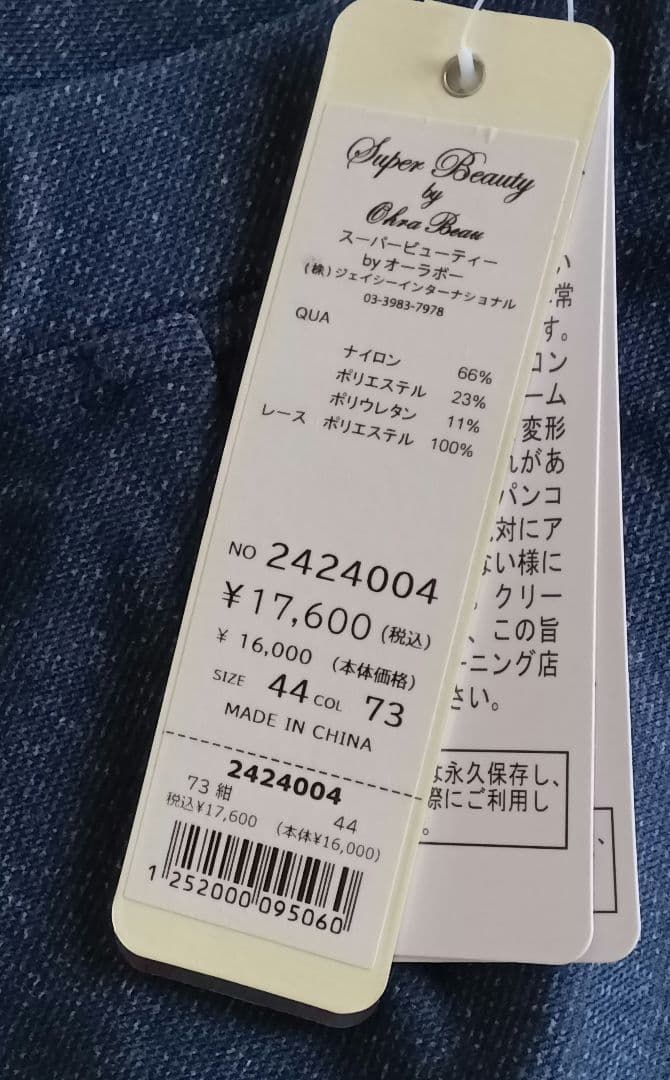 Super Beauty
by
Ohra Beau
スーパービューティー
byオーラボー
(株)ジェイシーインターナショナル
03-3983-7978
QUA
ナイロン 66%
ポリエステル 23%
ポリウレタン 11%
レース ポリエステル 100%
NO 2424004
¥17,600 (税込)
¥ 16,000 (本体価格)
SIZE 44 COL 73
MADE IN CHINA
2424004
73 紺 44
税込¥17,600 (本体¥16,000)
1 252000 095060
い
常
す。
コン
ーム
変形
れがあ
パンコ
対にア
ない様に
。クリー
、この旨
ーニング店
さい。
は永久保存し、
際にご利用し
。
、